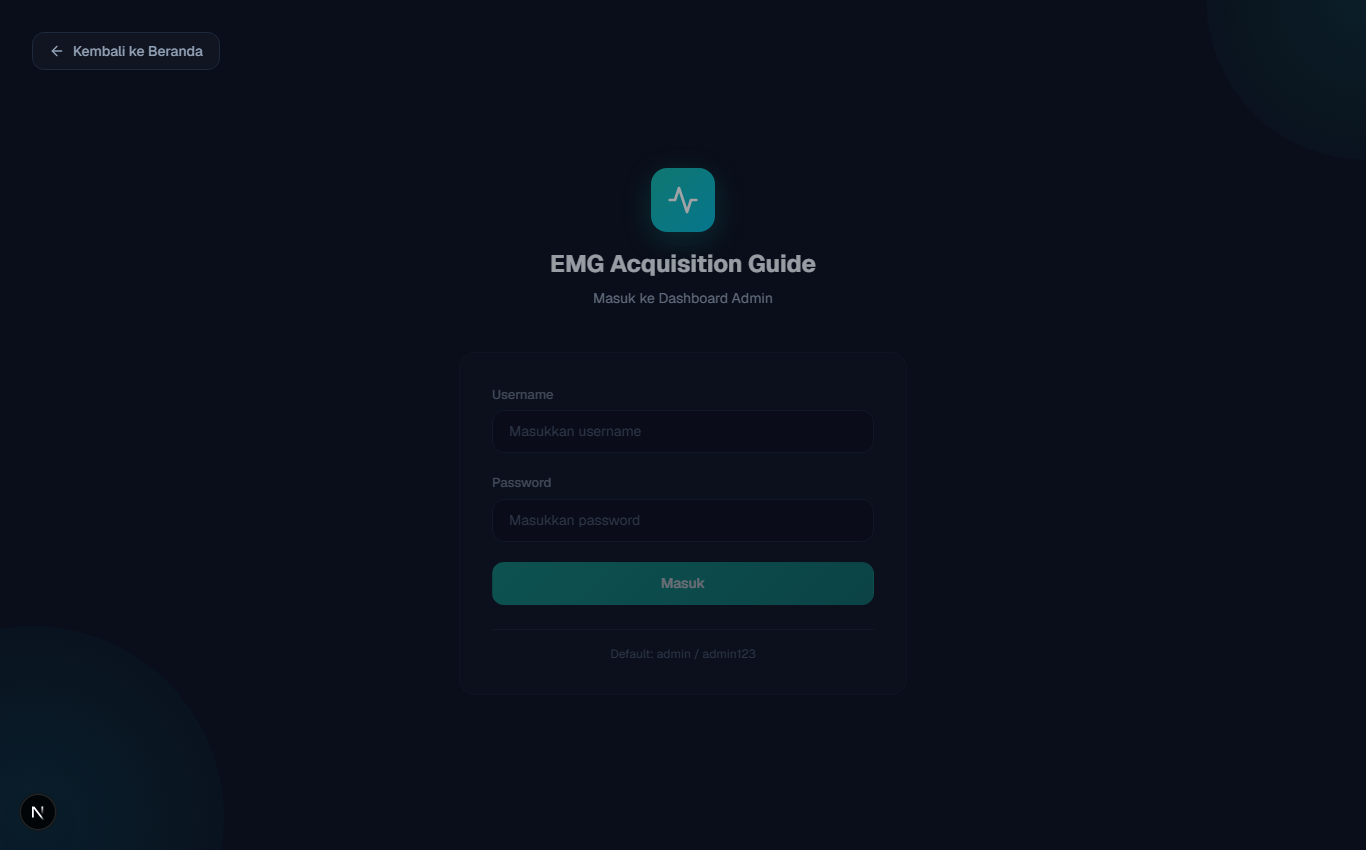 Kembali ke Beranda
EMG Acquisition Guide
Masuk ke Dashboard Admin
Username
Masukkan username
Password
Masukkan password
Masuk
Default: admin / admin123
N